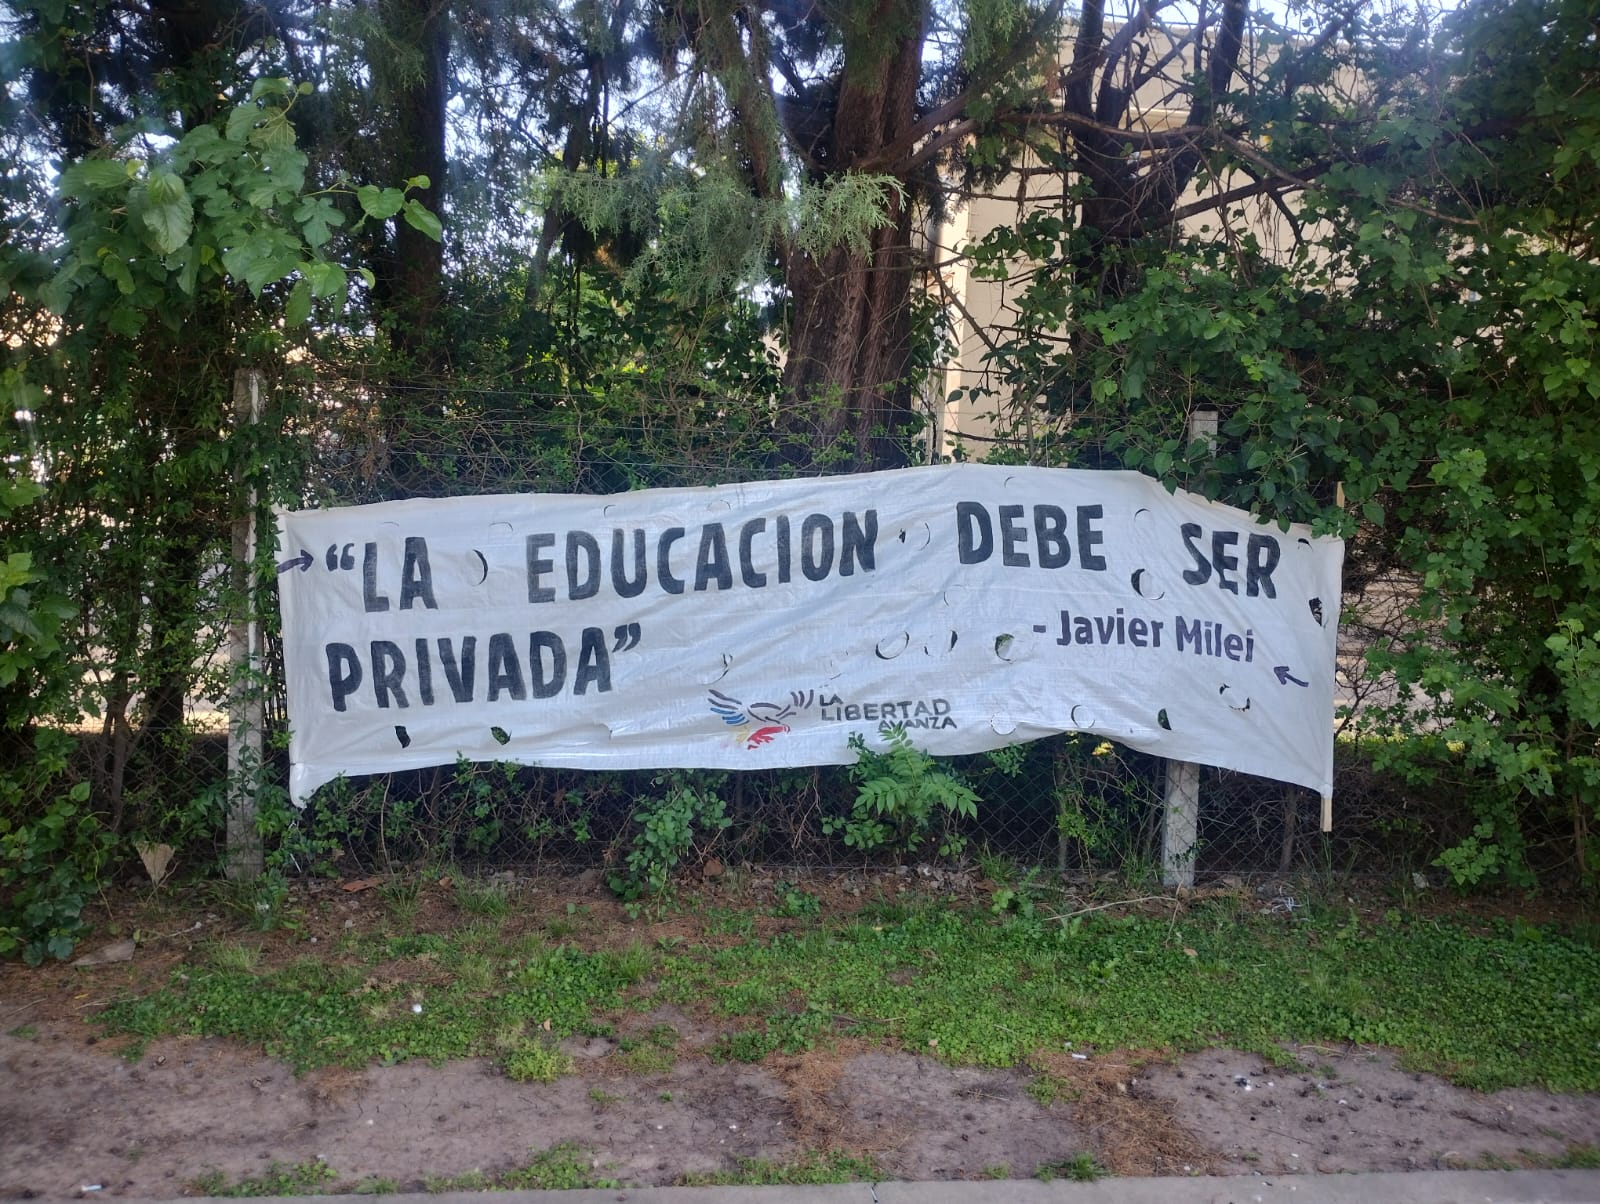 “LA EDUCACION DEBE SER
PRIVADA”
- Javier Milei
LA
LIBERTAD
AVANZA